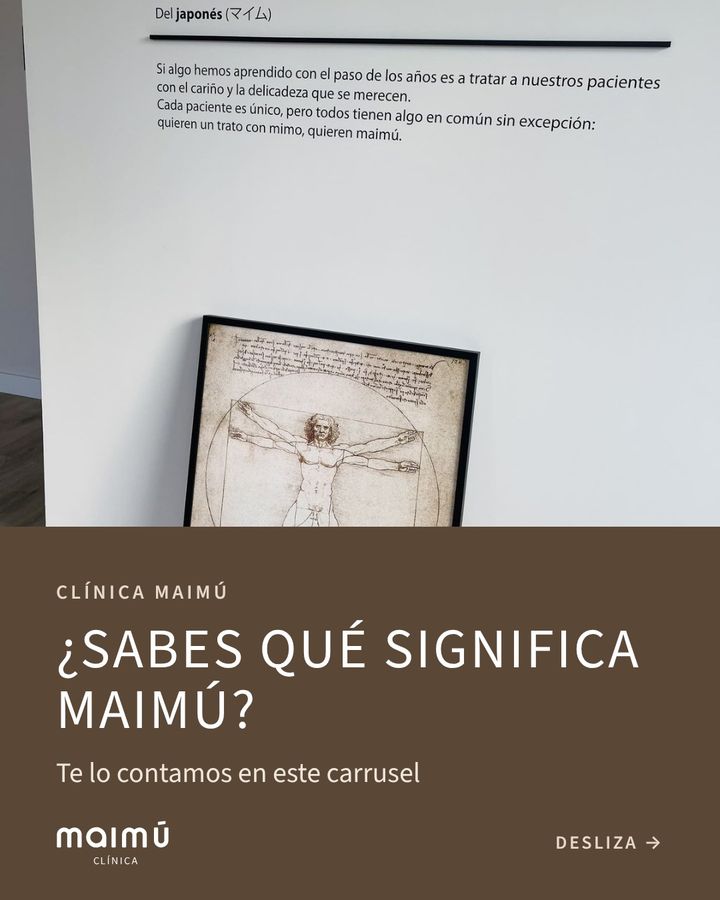 Del japonés (マイム)
Si algo hemos aprendido con el paso de los años es a tratar a nuestros pacientes
con el cariño y la delicadeza que se merecen.
Cada paciente es único, pero todos tienen algo en común sin excepción:
quieren un trato con mimo, quieren maimú.
CLÍNICA MAIMÚ
¿SABES QUÉ SIGNIFICA
MAIMÚ?
Te lo contamos en este carrusel
maimú
CLÍNICA
DESLIZA →